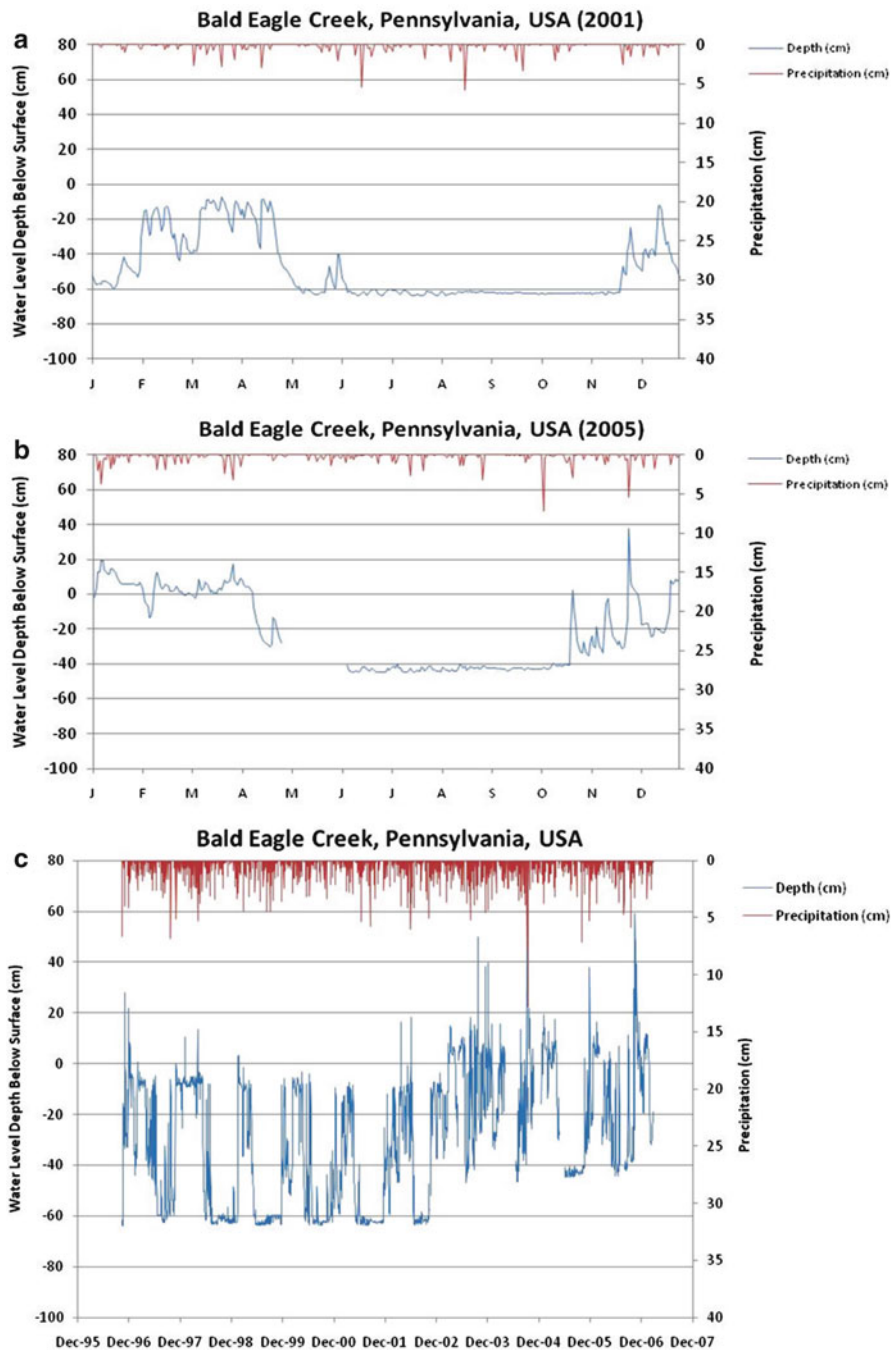 a
Bald Eagle Creek, Pennsylvania, USA (2001)
Water Level Depth Below Surface (cm)
80
60
40
20
0
-20
-40
-60
-80
-100
0
5
10
15
20
25
30
35
40
Precipitation (cm)
Depth (cm)
Precipitation (cm)
J F M A M J J A S O N D
b
Bald Eagle Creek, Pennsylvania, USA (2005)
Water Level Depth Below Surface (cm)
80
60
40
20
0
-20
-40
-60
-80
-100
0
5
10
15
20
25
30
35
40
Precipitation (cm)
Depth (cm)
Precipitation (cm)
J F M A M J J A S O N D
c
Bald Eagle Creek, Pennsylvania, USA
Water Level Depth Below Surface (cm)
80
60
40
20
0
-20
-40
-60
-80
-100
0
5
10
15
20
25
30
35
40
Precipitation (cm)
Depth (cm)
Precipitation (cm)
Dec-95 Dec-96 Dec-97 Dec-98 Dec-99 Dec-00 Dec-01 Dec-02 Dec-03 Dec-04 Dec-05 Dec-06 Dec-07